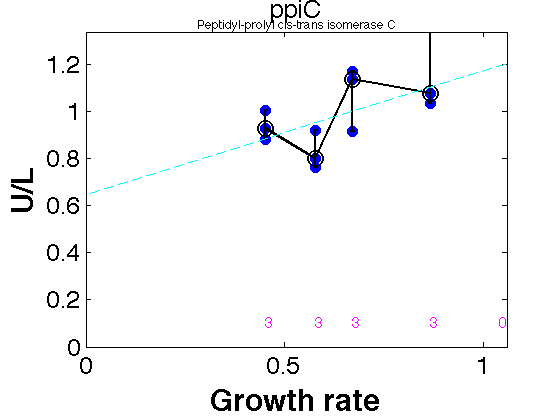 ppiC
Peptidyl-prolyl cis-trans isomerase C
1.2
1
0.8
0.6
0.4
0.2
0
U/L
3 3 3 3 0
0 0.5 1
Growth rate